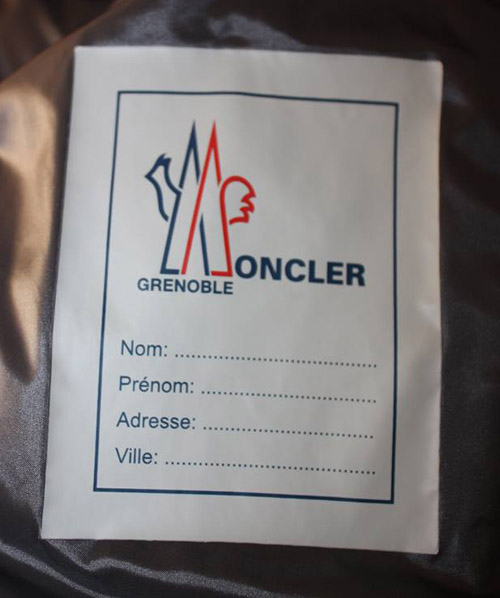 MONCLER
GRENOBLE
Nom: ................................................
Prénom: ..........................................
Adresse: .........................................
Ville: ...................................................